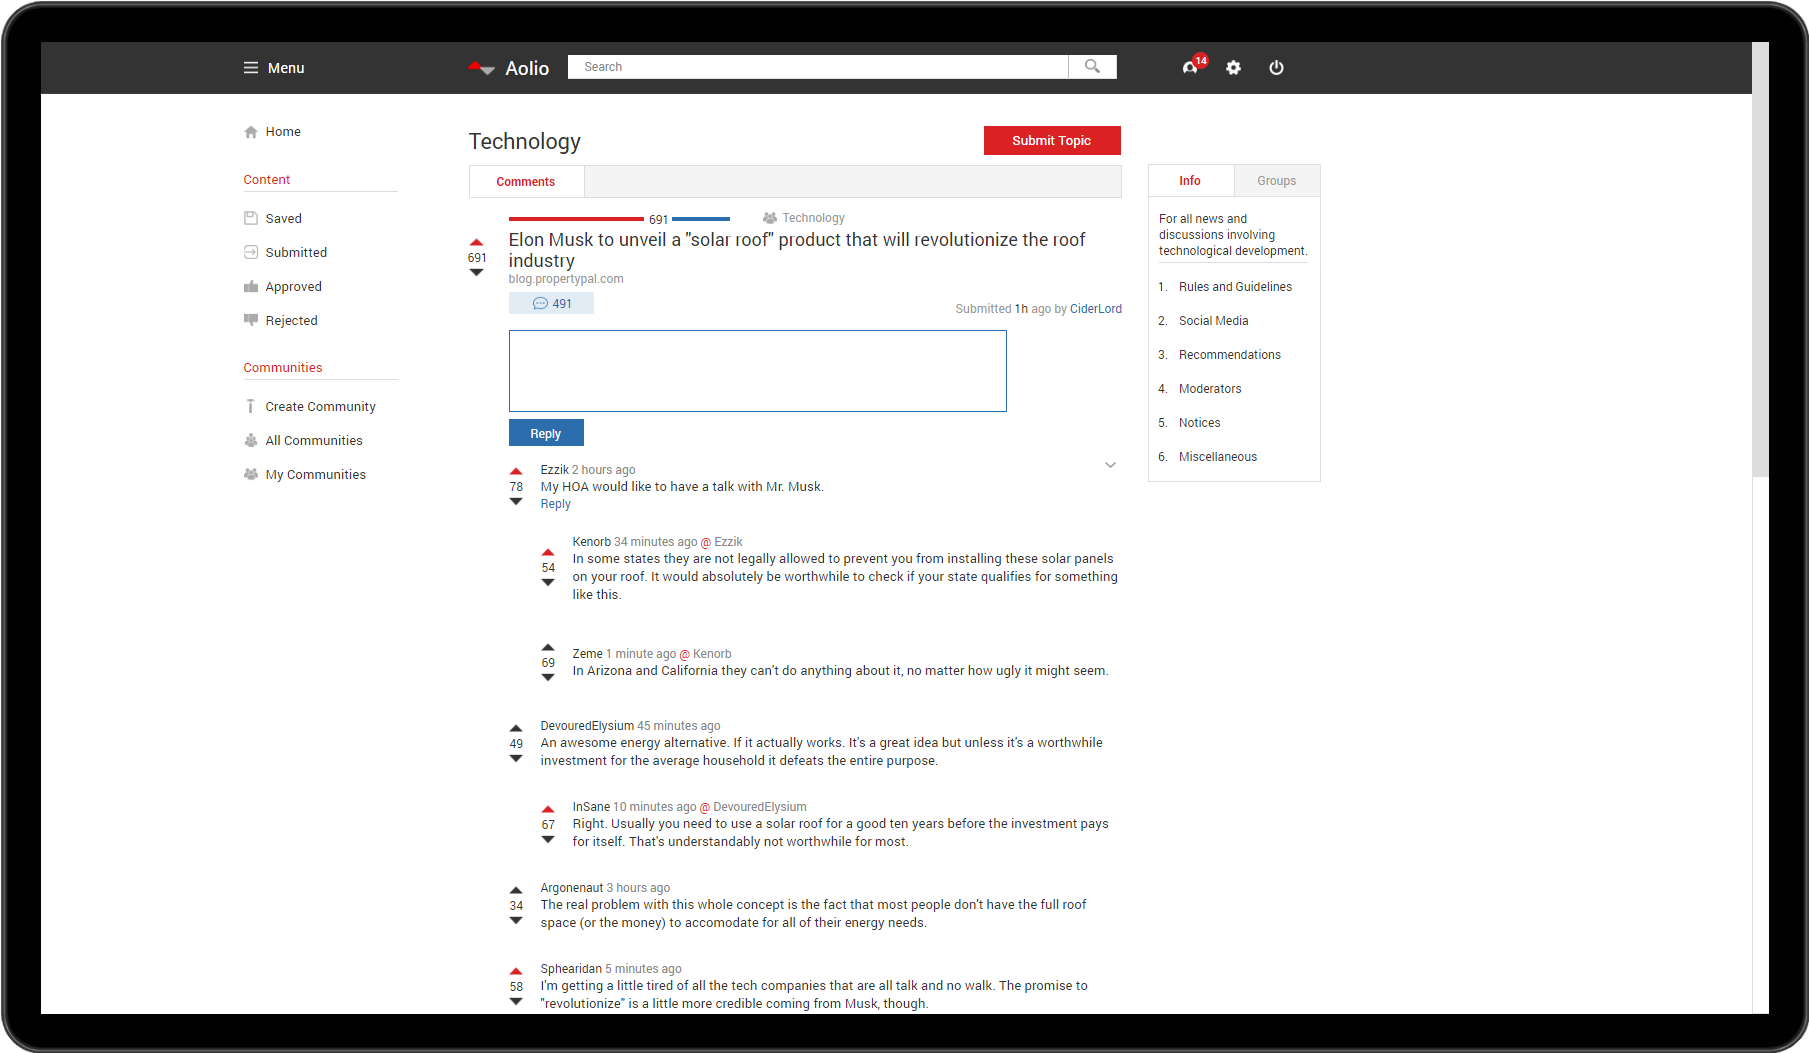 Menu
Aolio
Search
14
Home
Content
Saved
Submitted
Approved
Rejected
Communities
Create Community
All Communities
My Communities
Technology
Submit Topic
Comments
691
Technology
691
Elon Musk to unveil a "solar roof" product that will revolutionize the roof
industry
blog.propertypal.com
491
Submitted 1h ago by CiderLord
Reply
Ezzik 2 hours ago
78
My HOA would like to have a talk with Mr. Musk.
Reply
Kenorb 34 minutes ago @ Ezzik
54
In some states they are not legally allowed to prevent you from installing these solar panels
on your roof. It would absolutely be worthwhile to check if your state qualifies for something
like this.
Zeme 1 minute ago @ Kenorb
69
In Arizona and California they can't do anything about it, no matter how ugly it might seem.
DevouredElysium 45 minutes ago
49
An awesome energy alternative. If it actually works. It's a great idea but unless it's a worthwhile
investment for the average household it defeats the entire purpose.
InSane 10 minutes ago @ DevouredElysium
67
Right. Usually you need to use a solar roof for a good ten years before the investment pays
for itself. That's understandably not worthwhile for most.
Argonenaut 3 hours ago
34
The real problem with this whole concept is the fact that most people don't have the full roof
space (or the money) to accomodate for all of their energy needs.
Sphearidan 5 minutes ago
58
I'm getting a little tired of all the tech companies that are all talk and no walk. The promise to
"revolutionize" is a little more credible coming from Musk, though.
Info
Groups
For all news and
discussions involving
technological development.
1. Rules and Guidelines
2. Social Media
3. Recommendations
4. Moderators
5. Notices
6. Miscellaneous